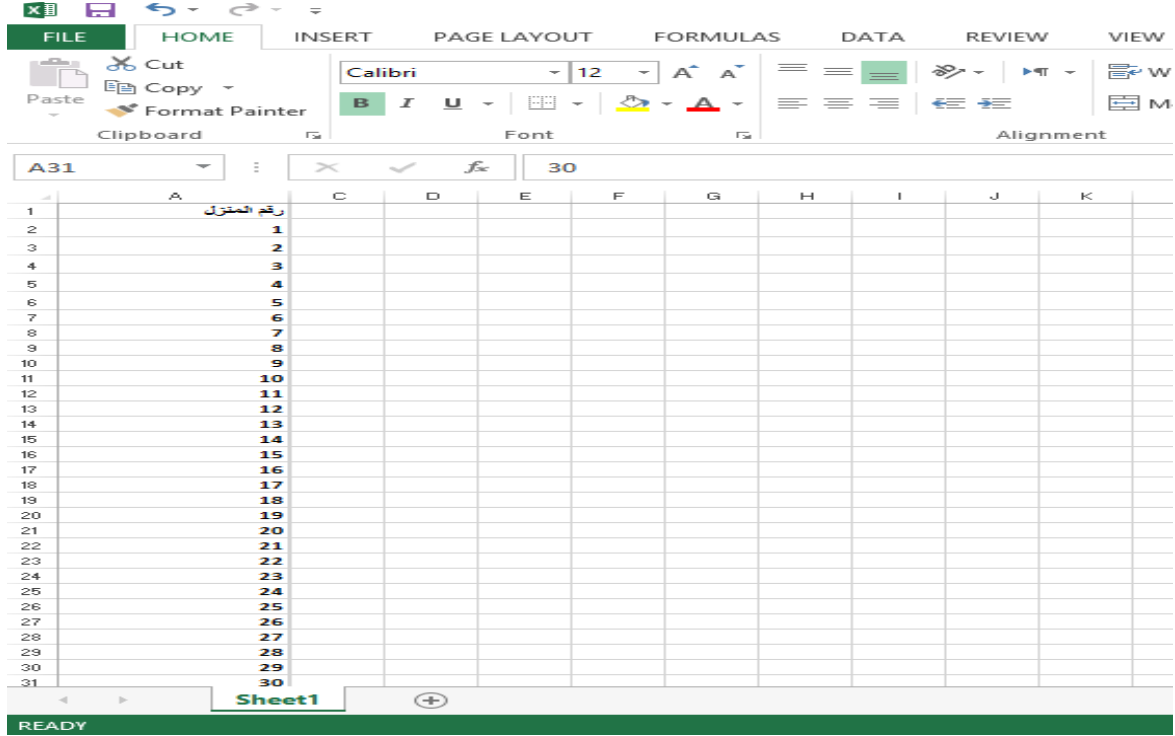 FILE HOME INSERT PAGE LAYOUT FORMULAS DATA REVIEW VIEW
Cut
Calibri 12 A A W
Copy
Paste
Format Painter
B I U A M
Clipboard Font Alignment
A31 fx 30
A C D E F G H I J K
1 رقم المنزل
2 1
3 2
4 3
5 4
6 5
7 6
8 7
9 8
10 9
11 10
12 11
13 12
14 13
15 14
16 15
17 16
18 17
19 18
20 19
21 20
22 21
23 22
24 23
25 24
26 25
27 26
28 27
29 28
30 29
31 30
Sheet1
READY